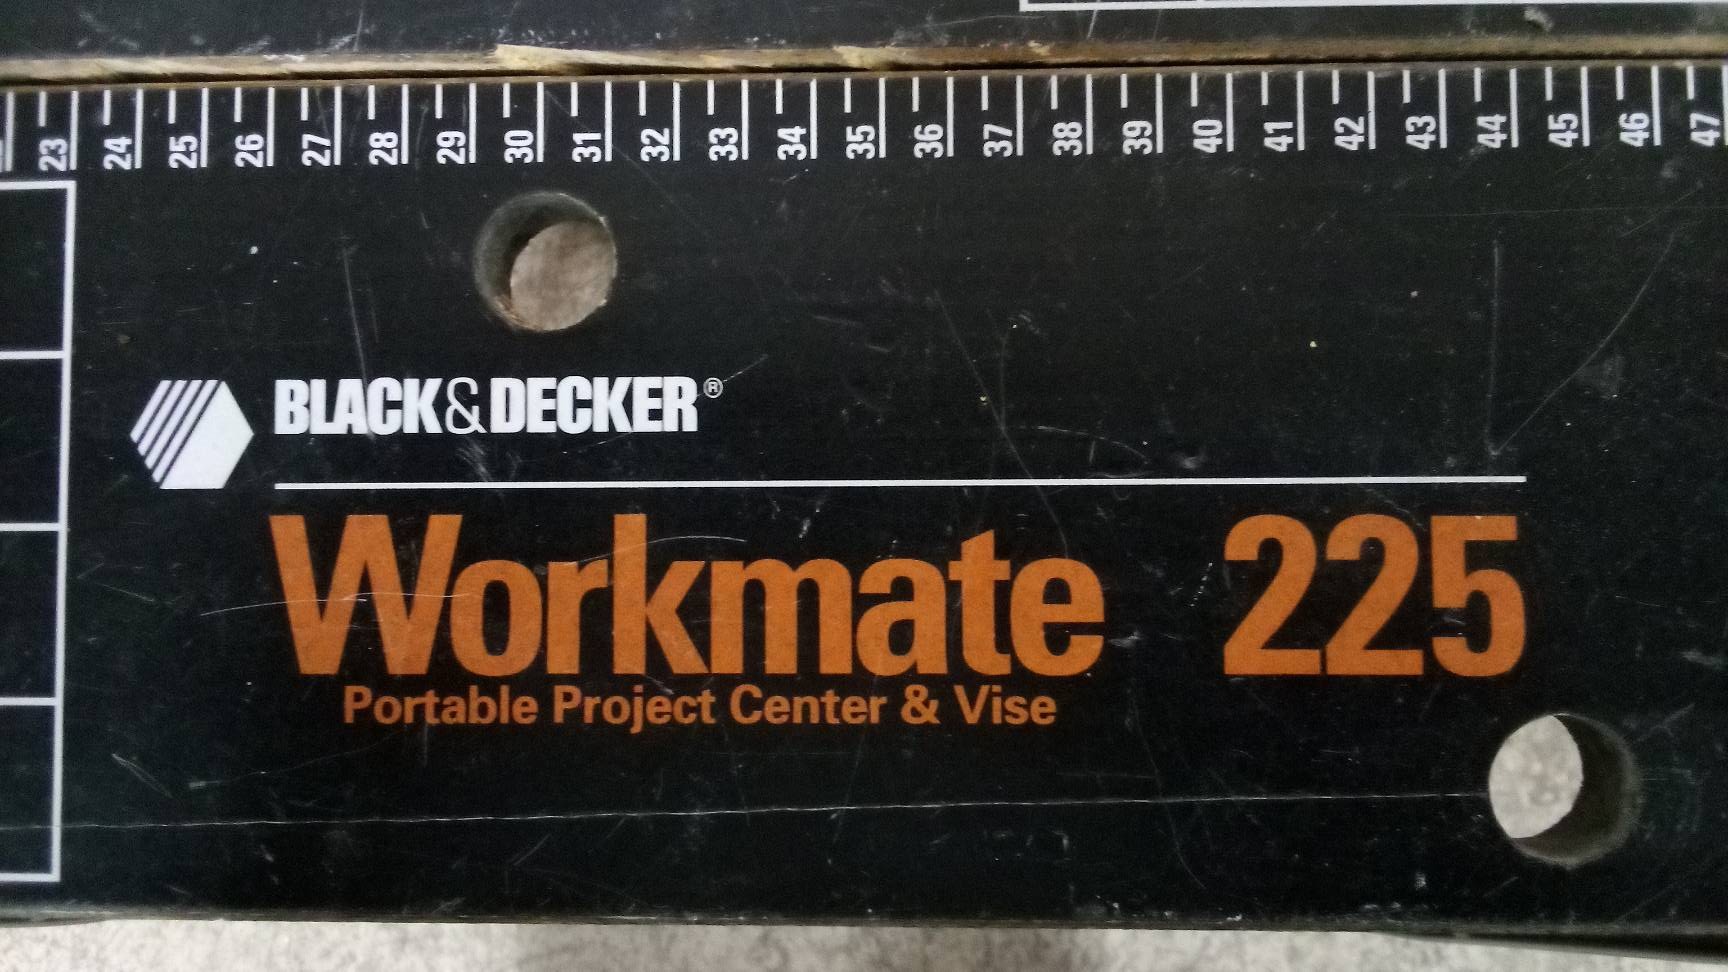 23 24 25 26 27 28 29 30 31 32 33 34 35 36 37 38 39 40 41 42 43 44 45 46 47
BLACK&DECKER®
Workmate 225
Portable Project Center & Vise